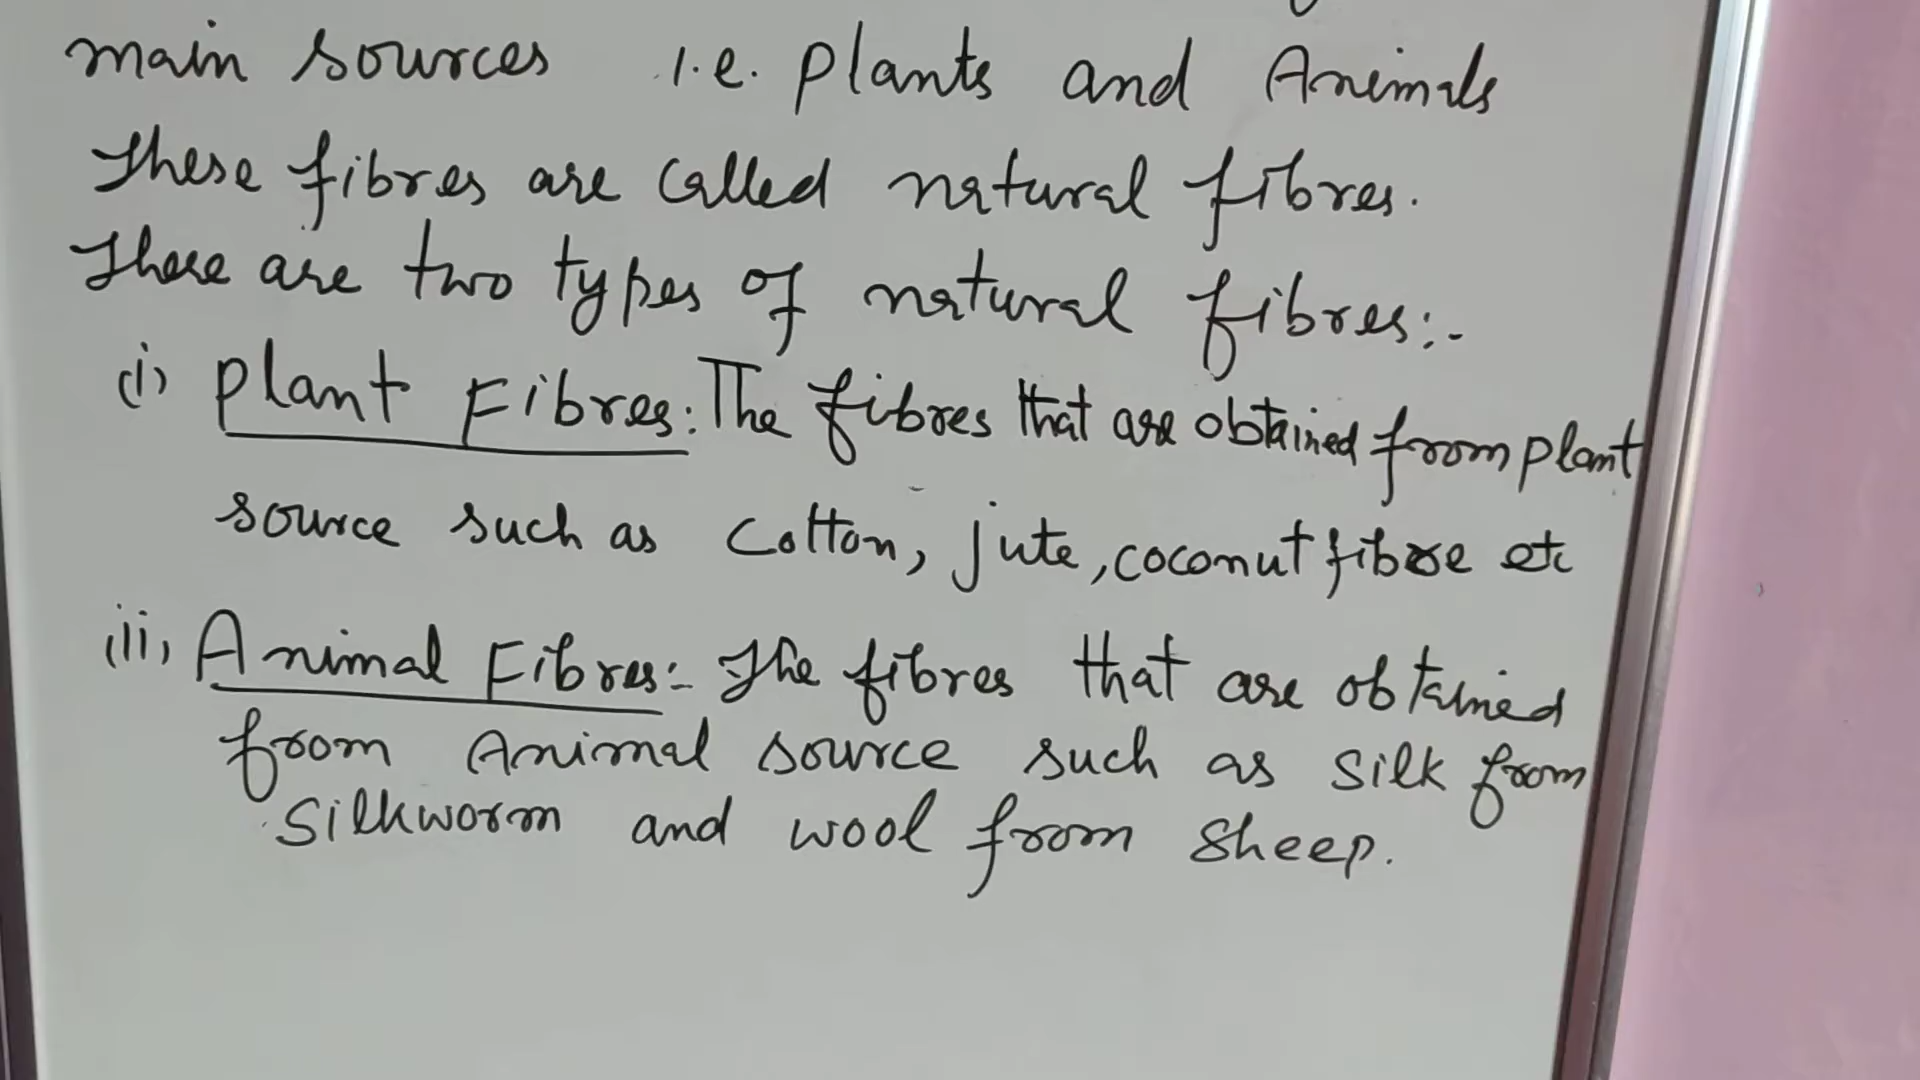 main sources i.e. plants and Animals
These fibres are called natural fibres.
There are two types of natural fibres:-
(i) Plant Fibres: The fibres that are obtained from plant
source such as Cotton, jute, coconut fibre etc
(ii) Animal Fibres:- The fibres that are obtained
from Animal source such as silk from
silkworm and wool from sheep.